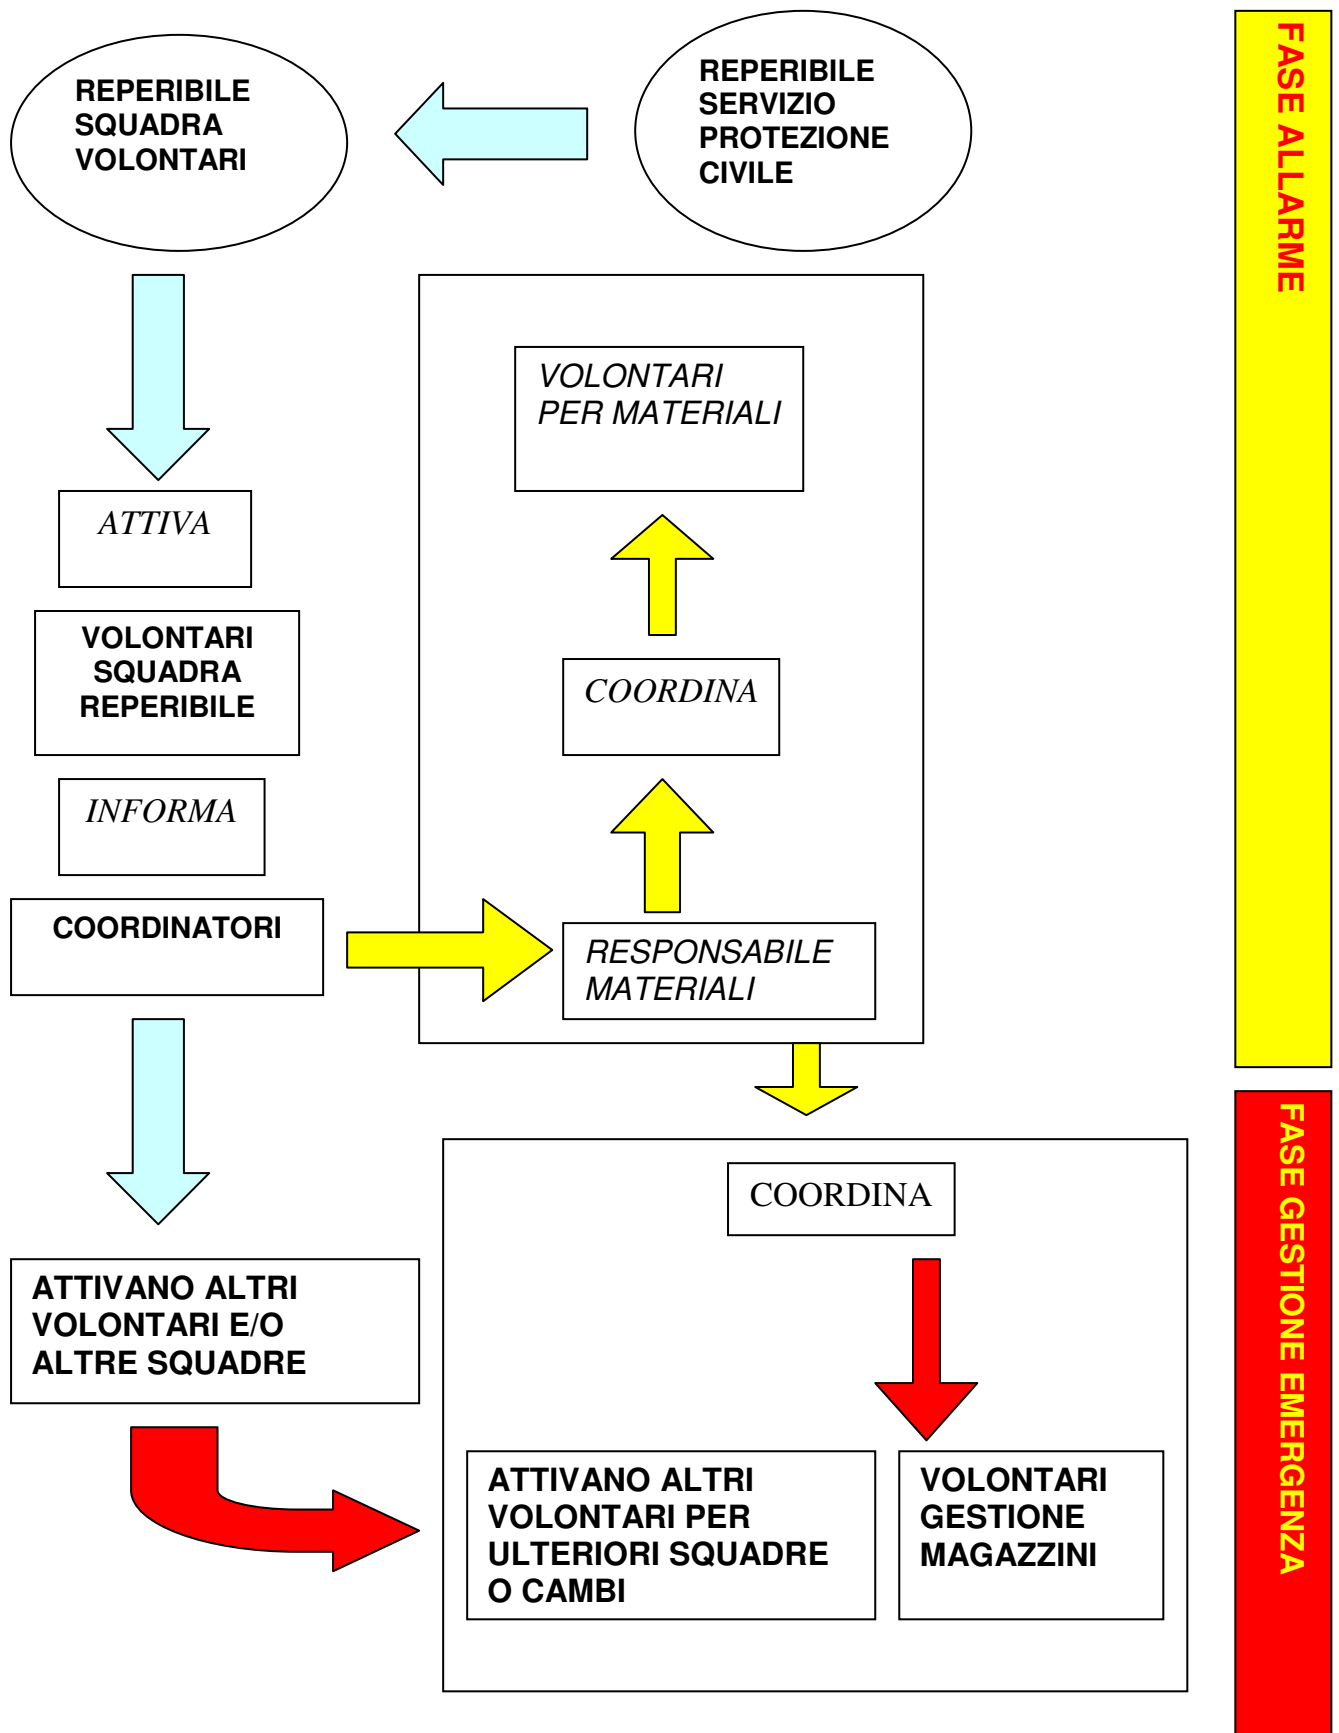 REPERIBILE
SQUADRA
VOLONTARI
REPERIBILE
SERVIZIO
PROTEZIONE
CIVILE
FASE ALLARME
VOLONTARI
PER MATERIALI
ATTIVA
VOLONTARI
SQUADRA
REPERIBILE
COORDINA
INFORMA
COORDINATORI
RESPONSABILE
MATERIALI
FASE GESTIONE EMERGENZA
COORDINA
ATTIVANO ALTRI
VOLONTARI E/O
ALTRE SQUADRE
ATTIVANO ALTRI
VOLONTARI PER
ULTERIORI SQUADRE
O CAMBI
VOLONTARI
GESTIONE
MAGAZZINI